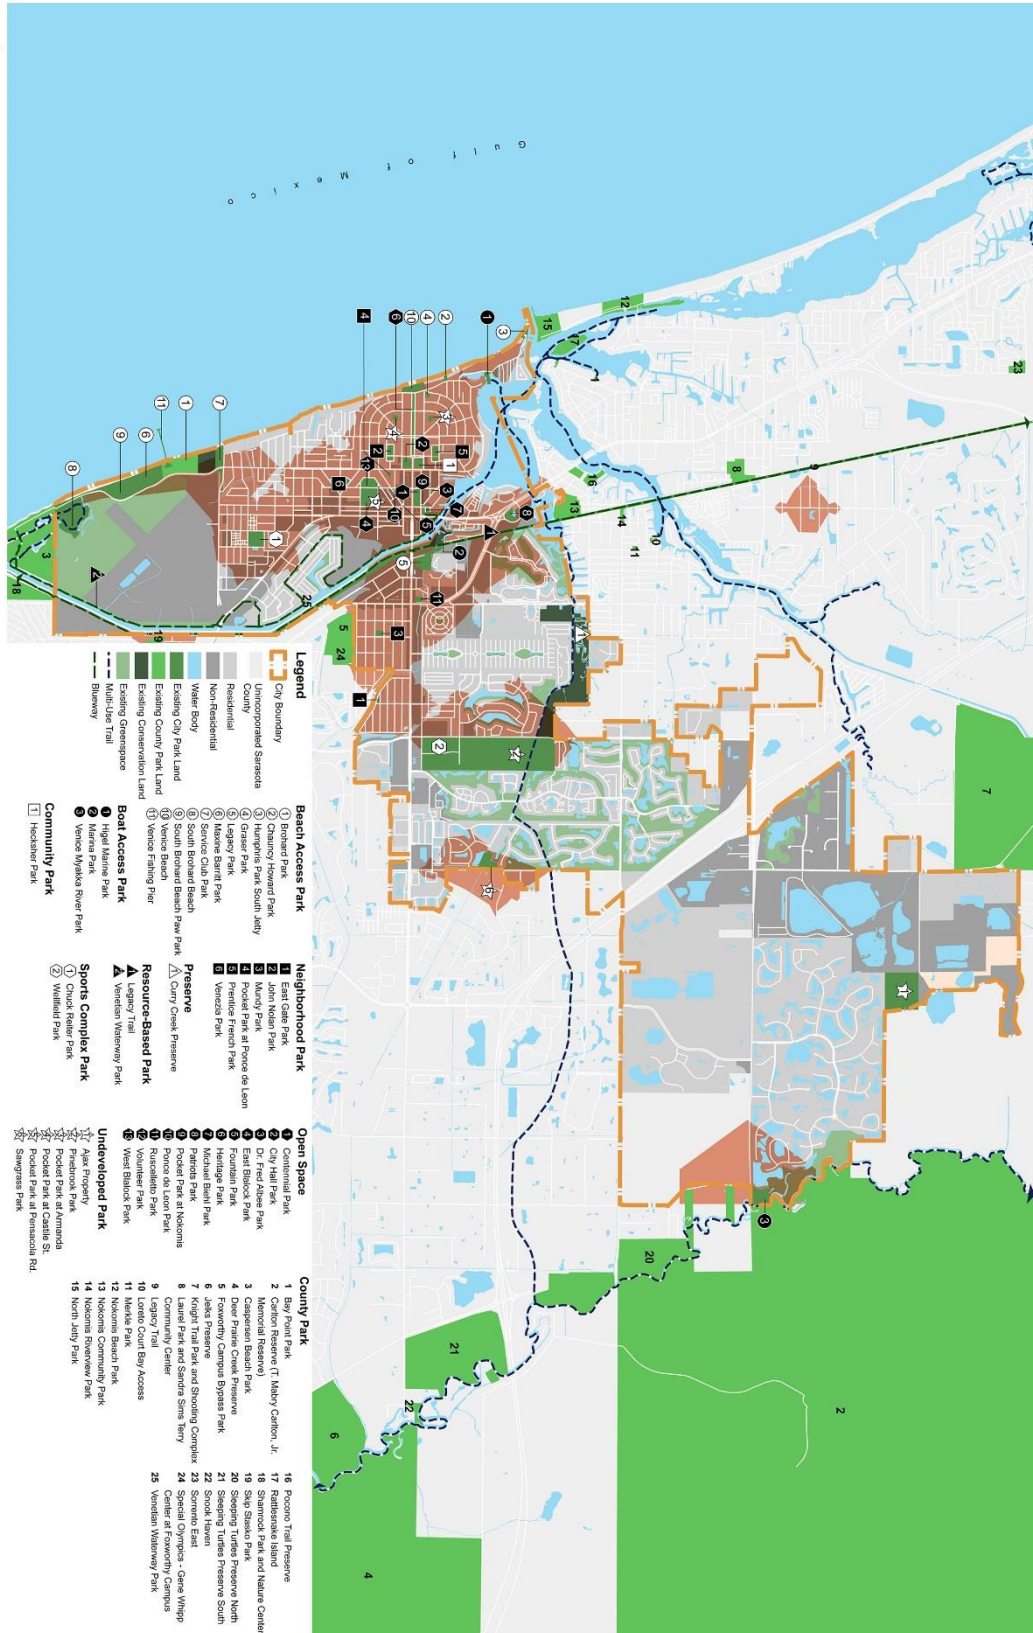 Gulf of Mexico
Legend
City Boundary
Unincorporated Sarasota
County
Residential
Non-Residential
Water Body
Existing City Park Land
Existing County Park Land
Existing Conservation Land
Existing Greenspace
Multi-Use Trail
Blueway
Beach Access Park
1 Brohard Park
2 Chauncy Howard Park
3 Humphris Park South Jetty
4 Graser Park
5 Legacy Park
6 Maxine Barritt Park
7 Service Club Park
8 South Brohard Beach
9 South Brohard Beach Paw Park
10 Venice Beach
11 Venice Fishing Pier
Boat Access Park
1 Higel Marine Park
2 Marina Park
3 Venice Myakka River Park
Community Park
1 Hecksher Park
Neighborhood Park
1 East Gate Park
2 John Nolan Park
3 Mundy Park
4 Pocket Park at Ponce de Leon
5 Prentice French Park
6 Venezia Park
Preserve
1 Curry Creek Preserve
Resource-Based Park
1 Legacy Trail
2 Venetian Waterway Park
Sports Complex Park
1 Chuck Reiter Park
2 Wellfield Park
Open Space
1 Centennial Park
2 City Hall Park
3 Dr. Fred Albee Park
4 East Blalock Park
5 Fountain Park
6 Heritage Park
7 Michael Biehl Park
8 Patriots Park
9 Pocket Park at Nokomis
10 Ponce de Leon Park
11 Ruscelletto Park
12 Volunteer Park
13 West Blalock Park
Undeveloped Park
1 Ajax Property
2 Pinebrook Park
3 Pocket Park at Armanda
4 Pocket Park at Castile St.
5 Pocket Park at Pensacola Rd.
6 Sawgrass Park
County Park
1 Bay Point Park
2 Carlton Reserve (T. Mabry Carlton, Jr.
Memorial Reserve)
3 Caspersen Beach Park
4 Deer Prairie Creek Preserve
5 Foxworthy Campus Bypass Park
6 Jelks Preserve
7 Knight Trail Park and Shooting Complex
8 Laurel Park and Sandra Sims Terry
Community Center
9 Legacy Trail
10 Loreto Court Bay Access
11 Merkle Park
12 Nokomis Beach Park
13 Nokomis Community Park
14 Nokomis Riverview Park
15 North Jetty Park
16 Pocono Trail Preserve
17 Rattlesnake Island
18 Shamrock Park and Nature Center
19 Skip Stasko Park
20 Sleeping Turtles Preserve North
21 Sleeping Turtles Preserve South
22 Snook Haven
23 Sorrento East
24 Special Olympics - Gene Whipp
Center at Foxworthy Campus
25 Venetian Waterway Park